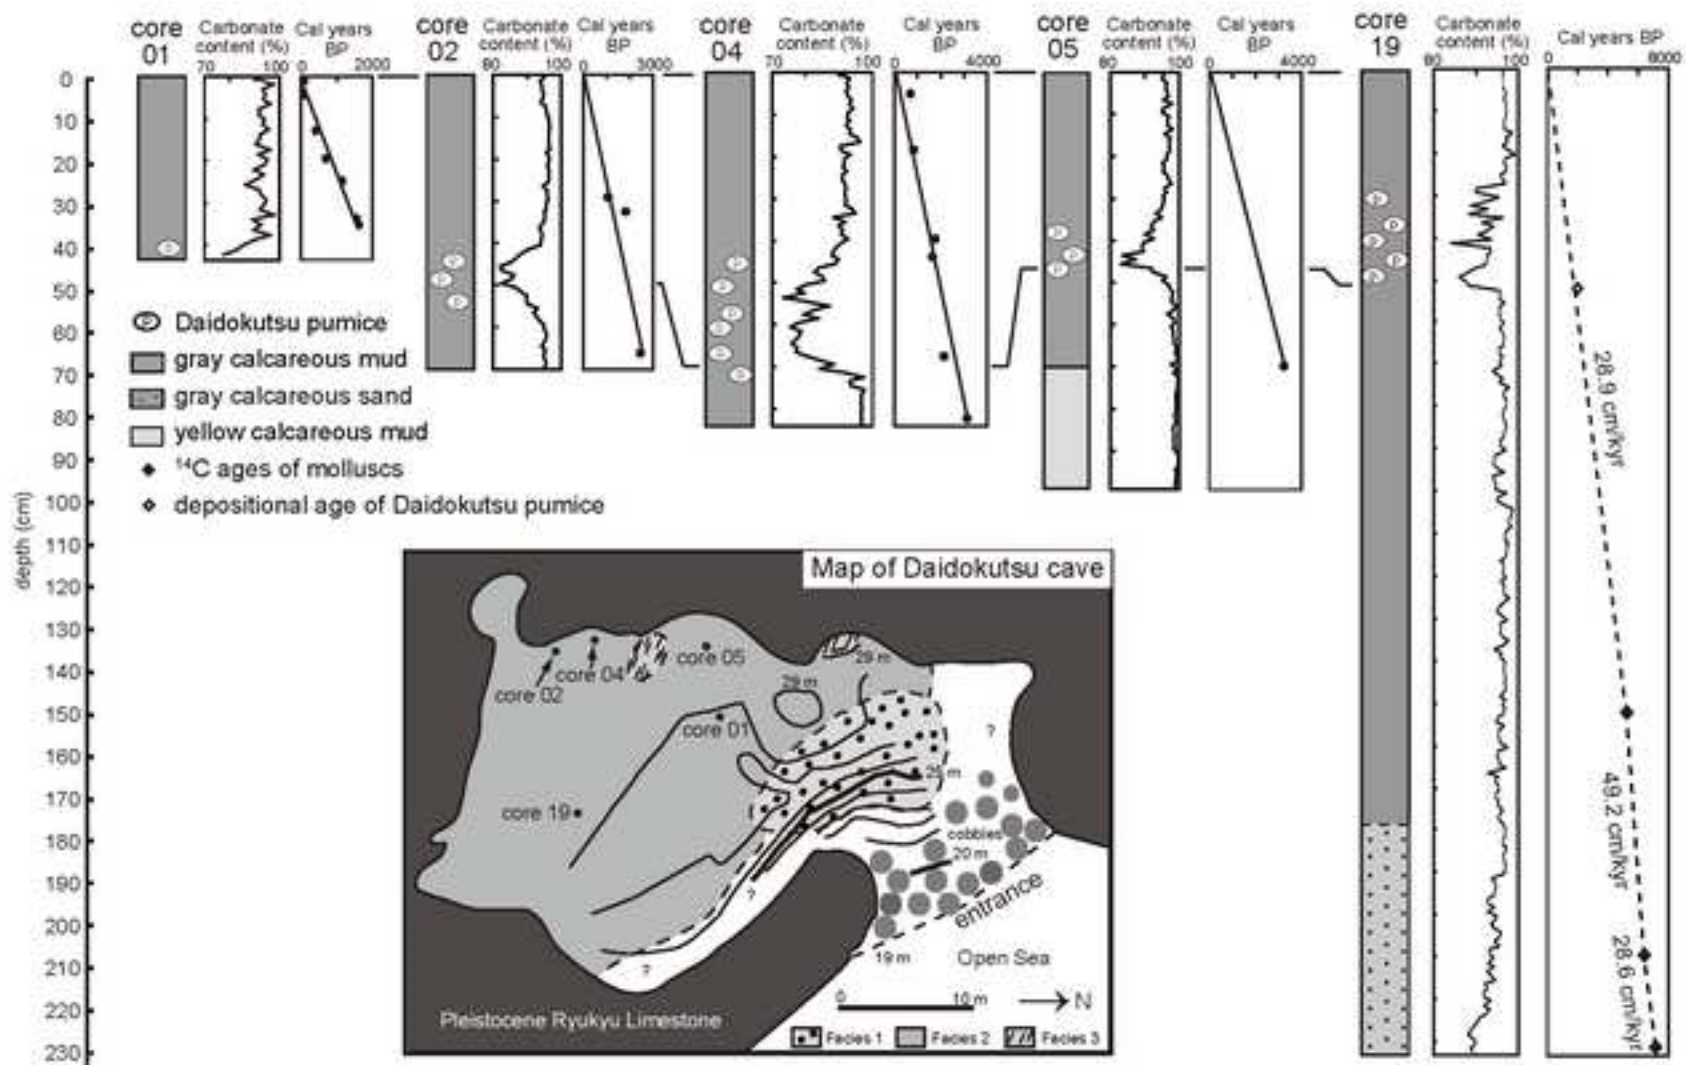 core
01
Carbonate
content (%)
70 100
Cal years
BP
0 2000
core
02
Carbonate
content (%)
80 100
Cal years
BP
0 3000
core
04
Carbonate
content (%)
70 100
Cal years
BP
0 4000
core
05
Carbonate
content (%)
80 100
Cal years
BP
0 4000
core
19
Carbonate
content (%)
80 100
Cal years BP
0 8000
0
10
20
30
40
50
60
70
80
90
100
110
120
130
140
150
160
170
180
190
200
210
220
230
depth (cm)
Daidokutsu pumice
gray calcareous mud
gray calcareous sand
yellow calcareous mud
14C ages of molluscs
depositional age of Daidokutsu pumice
28.9 cm/kyr
49.2 cm/kyr
28.6 cm/kyr
Map of Daidokutsu cave
core 02
core 04
core 05
29 m
29 m
core 01
?
25 m
core 19
cobbles
20 m
?
entrance
19 m
Open Sea
?
0 10 m
N
Pleistocene Ryukyu Limestone
Facies 1 Facies 2 Facies 3